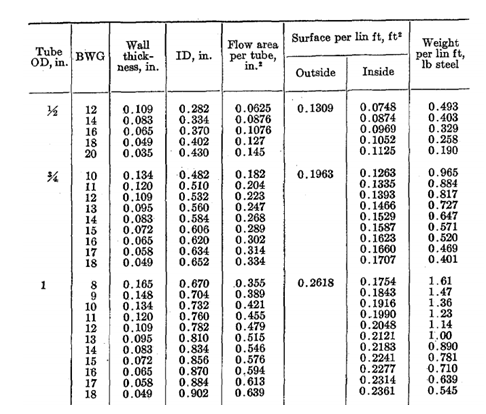 Tube OD, in. | BWG | Wall thick-ness, in. | ID, in. | Flow area per tube, in.² | Surface per lin ft, ft² Outside | Surface per lin ft, ft² Inside | Weight per lin ft, lb steel
½ 12 0.109 0.282 0.0625 0.1309 0.0748 0.493
14 0.083 0.334 0.0876 0.0874 0.403
16 0.065 0.370 0.1076 0.0969 0.329
18 0.049 0.402 0.127 0.1052 0.258
20 0.035 0.430 0.145 0.1125 0.190
¾ 10 0.134 0.482 0.182 0.1963 0.1263 0.965
11 0.120 0.510 0.204 0.1335 0.884
12 0.109 0.532 0.223 0.1393 0.817
13 0.095 0.560 0.247 0.1466 0.727
14 0.083 0.584 0.268 0.1529 0.647
15 0.072 0.606 0.289 0.1587 0.571
16 0.065 0.620 0.302 0.1623 0.520
17 0.058 0.634 0.314 0.1660 0.469
18 0.049 0.652 0.334 0.1707 0.401
1 8 0.165 0.670 0.355 0.2618 0.1754 1.61
9 0.148 0.704 0.389 0.1843 1.47
10 0.134 0.732 0.421 0.1916 1.36
11 0.120 0.760 0.455 0.1990 1.23
12 0.109 0.782 0.479 0.2048 1.14
13 0.095 0.810 0.515 0.2121 1.00
14 0.083 0.834 0.546 0.2183 0.890
15 0.072 0.856 0.576 0.2241 0.781
16 0.065 0.870 0.594 0.2277 0.710
17 0.058 0.884 0.613 0.2314 0.639
18 0.049 0.902 0.639 0.2361 0.545